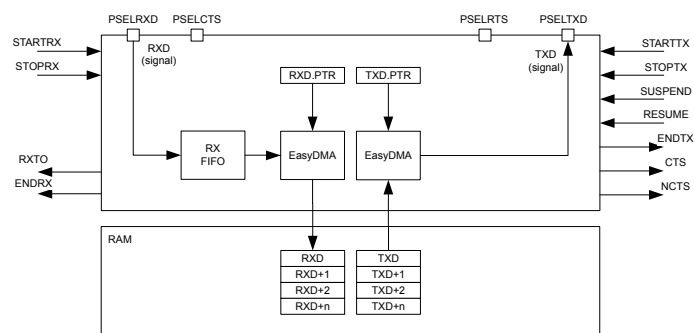 PSELRXD
PSELCTS
PSELRTS
PSELTXD
STARTRX
STOPRX
RXD
(signal)
RXD.PTR
TXD.PTR
TXD
(signal)
STARTTX
STOPTX
SUSPEND
RESUME
RX
FIFO
EasyDMA
EasyDMA
RXTO
ENDRX
ENDTX
CTS
NCTS
RAM
RXD
TXD
RXD+1
TXD+1
RXD+2
TXD+2
RXD+n
TXD+n